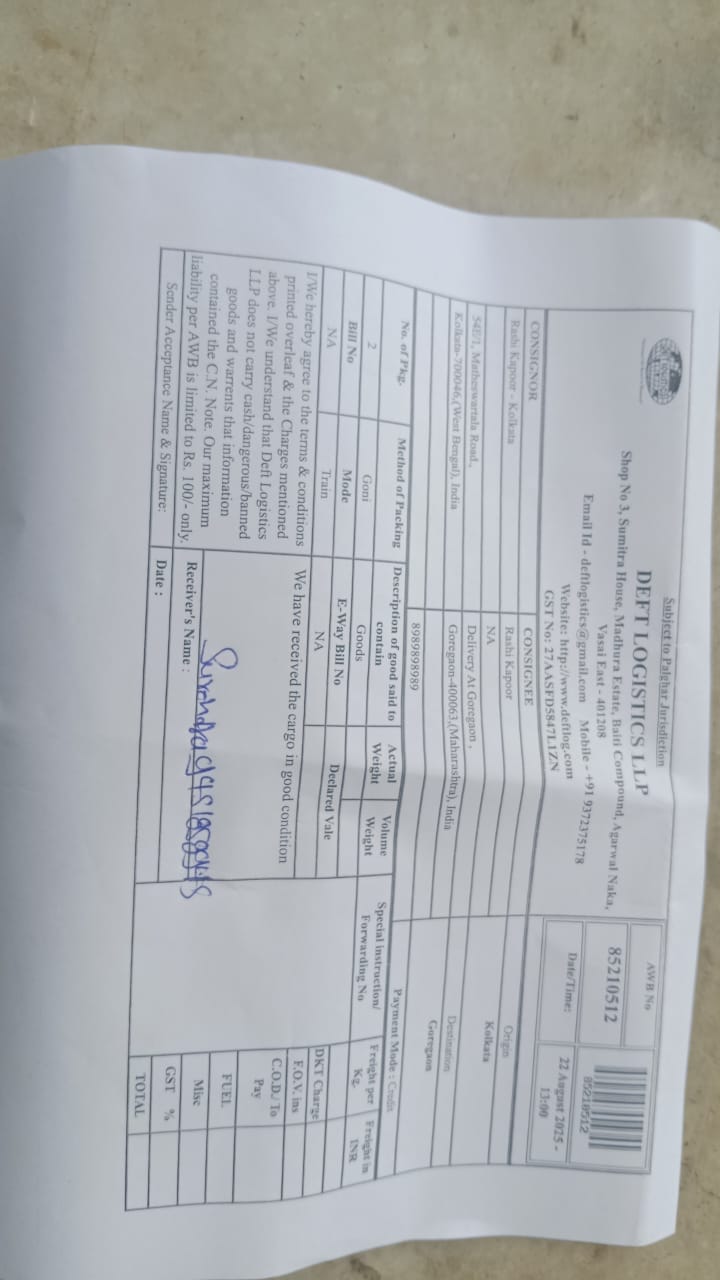 Subject to Palghar Jurisdiction
DEFT LOGISTICS LLP
Shop No 3, Sumitra House, Madhura Estate, Baiti Compound, Agarwal Naka,
Vasai East - 401208
Email Id - deftlogistics@gmail.com Mobile - +91 9372375178
Website: http://www.deftlog.com
GST No: 27AASFD5847L1ZN
AWB No
85210512
85210512
Date/Time:
22 August 2025 -
13:00
CONSIGNOR
CONSIGNEE
Origin
Rashi Kapoor - Kolkata
Rashi Kapoor
Kolkata
NA
54E/1, Matheswartala Road,
Delivery At Goregaon ,
Destination
Kolkata-700046,(West Bengal), India
Goregaon-400063,(Maharashtra), India
Goregaon
8989898989
Payment Mode : Credit
No. of Pkg.
Method of Packing
Description of good said to
contain
Actual
Weight
Volume
Weight
Special instruction/
Forwarding No
Freight per
Kg.
Freight in
INR
2
Goni
Goods
Bill No
Mode
E-Way Bill No
Declared Vale
NA
Train
NA
DKT Charge
F.O.V. ins
C.O.D./ To
Pay
FUEL
Misc
GST %
TOTAL
I/We hereby agree to the terms & conditions
printed overleaf & the Charges mentioned
above. I/We understand that Deft Logistics
LLP does not carry cash/dangerous/banned
goods and warrents that information
contained the C.N. Note. Our maximum
liability per AWB is limited to Rs. 100/- only.
We have received the cargo in good condition
Receiver's Name :
Sender Acceptance Name & Signature:
Date :